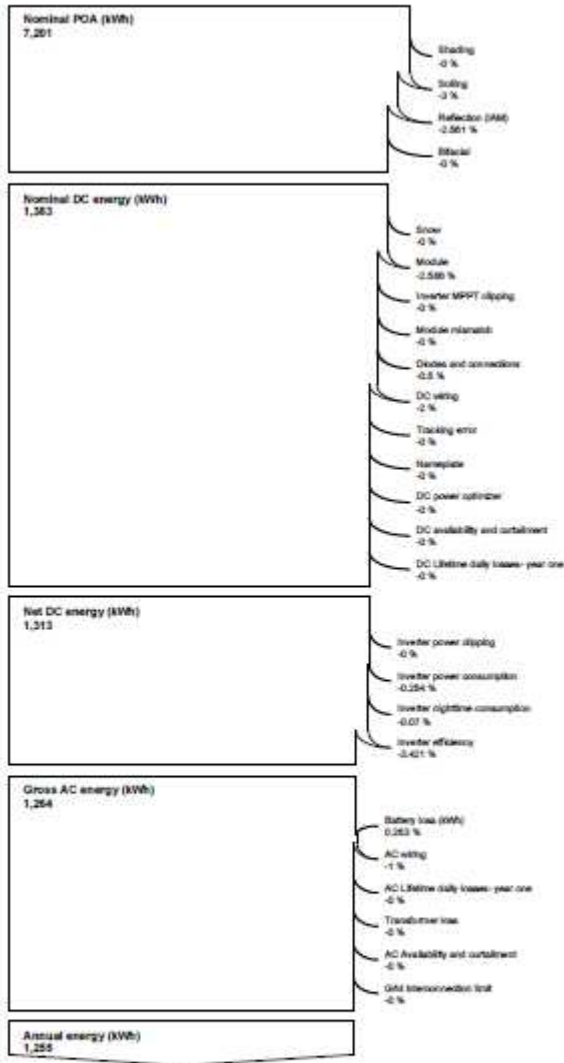 Nominal POA (kWh)
7,201
Shading
-0 %
Soiling
-3 %
Reflection (IAM)
-2.561 %
Bifacial
-0 %
Nominal DC energy (kWh)
1,383
Snow
-0 %
Module
-2.588 %
Inverter MPPT clipping
-0 %
Module mismatch
-0 %
Diodes and connections
-0.5 %
DC wiring
-2 %
Tracking error
-0 %
Nameplate
-0 %
DC power optimizer
-0 %
DC availability and curtailment
-0 %
DC Lifetime daily losses- year one
-0 %
Net DC energy (kWh)
1,313
Inverter power clipping
-0 %
Inverter power consumption
-0.254 %
Inverter nighttime consumption
-0.07 %
Inverter efficiency
-3.421 %
Gross AC energy (kWh)
1,264
Battery loss (kWh)
0.263 %
AC wiring
-1 %
AC Lifetime daily losses- year one
-0 %
Transformer loss
-0 %
AC Availability and curtailment
-0 %
Grid interconnection limit
-0 %
Annual energy (kWh)
1,255